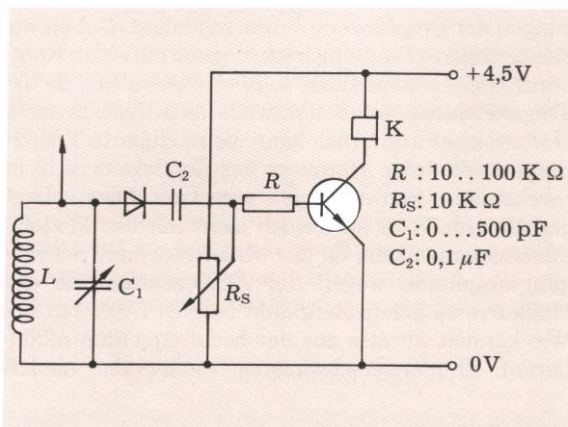 +4,5V
K
C₂
R
R : 10 . . 100 K Ω
R_S: 10 K Ω
C₁: 0 . . . 500 pF
C₂: 0,1 μF
L
C₁
R_S
0V